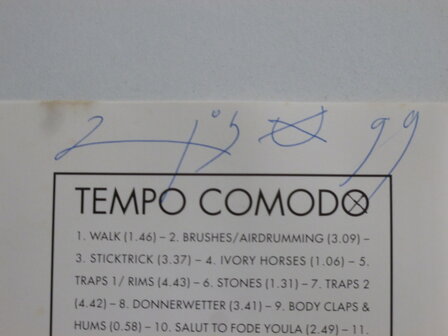 99
TEMPO COMODO
1. WALK (1.46) – 2. BRUSHES/AIRDRUMMING (3.09) –
3. STICKTRICK (3.37) – 4. IVORY HORSES (1.06) – 5.
TRAPS 1/ RIMS (4.43) – 6. STONES (1.31) – 7. TRAPS 2
(4.42) – 8. DONNERWETTER (3.41) – 9. BODY CLAPS &
HUMS (0.58) – 10. SALUT TO FODE YOULA (2.49) – 11.